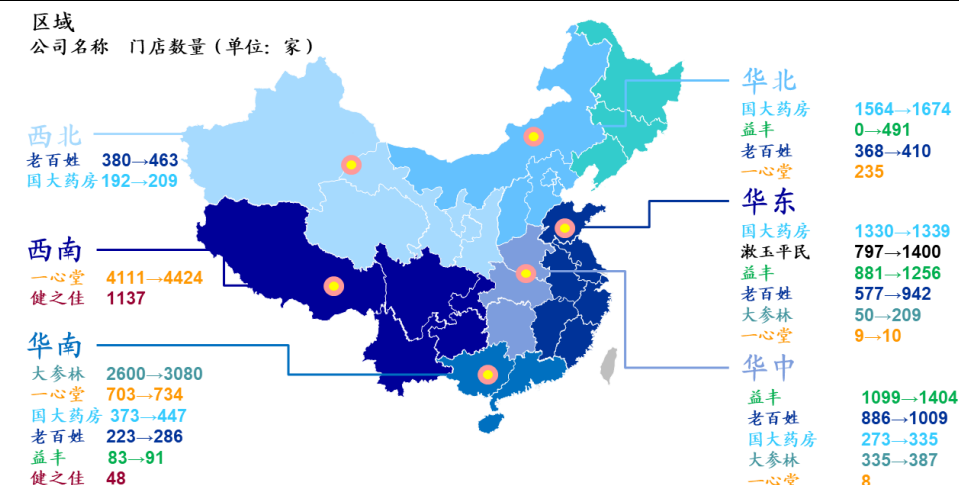 区域
公司名称 门店数量（单位：家）
西北
老百姓 380→463
国大药房 192→209
西南
一心堂 4111→4424
健之佳 1137
华南
大参林 2600→3080
一心堂 703→734
国大药房 373→447
老百姓 223→286
益丰 83→91
健之佳 48
华北
国大药房 1564→1674
益丰 0→491
老百姓 368→410
一心堂 235
华东
国大药房 1330→1339
漱玉平民 797→1400
益丰 881→1256
老百姓 577→942
大参林 50→209
一心堂 9→10
华中
益丰 1099→1404
老百姓 886→1009
国大药房 273→335
大参林 335→387
一心堂 8